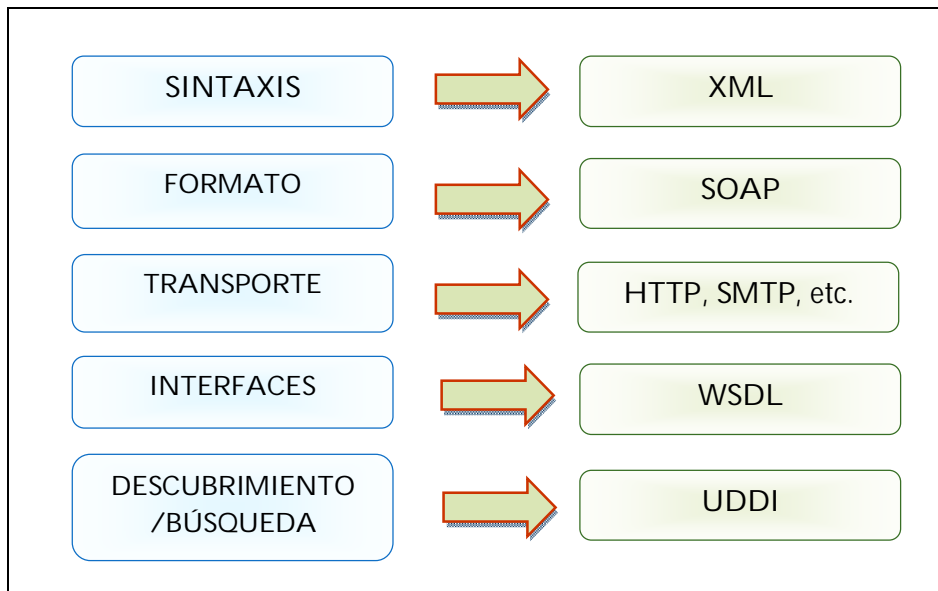 SINTAXIS
XML
FORMATO
SOAP
TRANSPORTE
HTTP, SMTP, etc.
INTERFACES
WSDL
DESCUBRIMIENTO
/BÚSQUEDA
UDDI